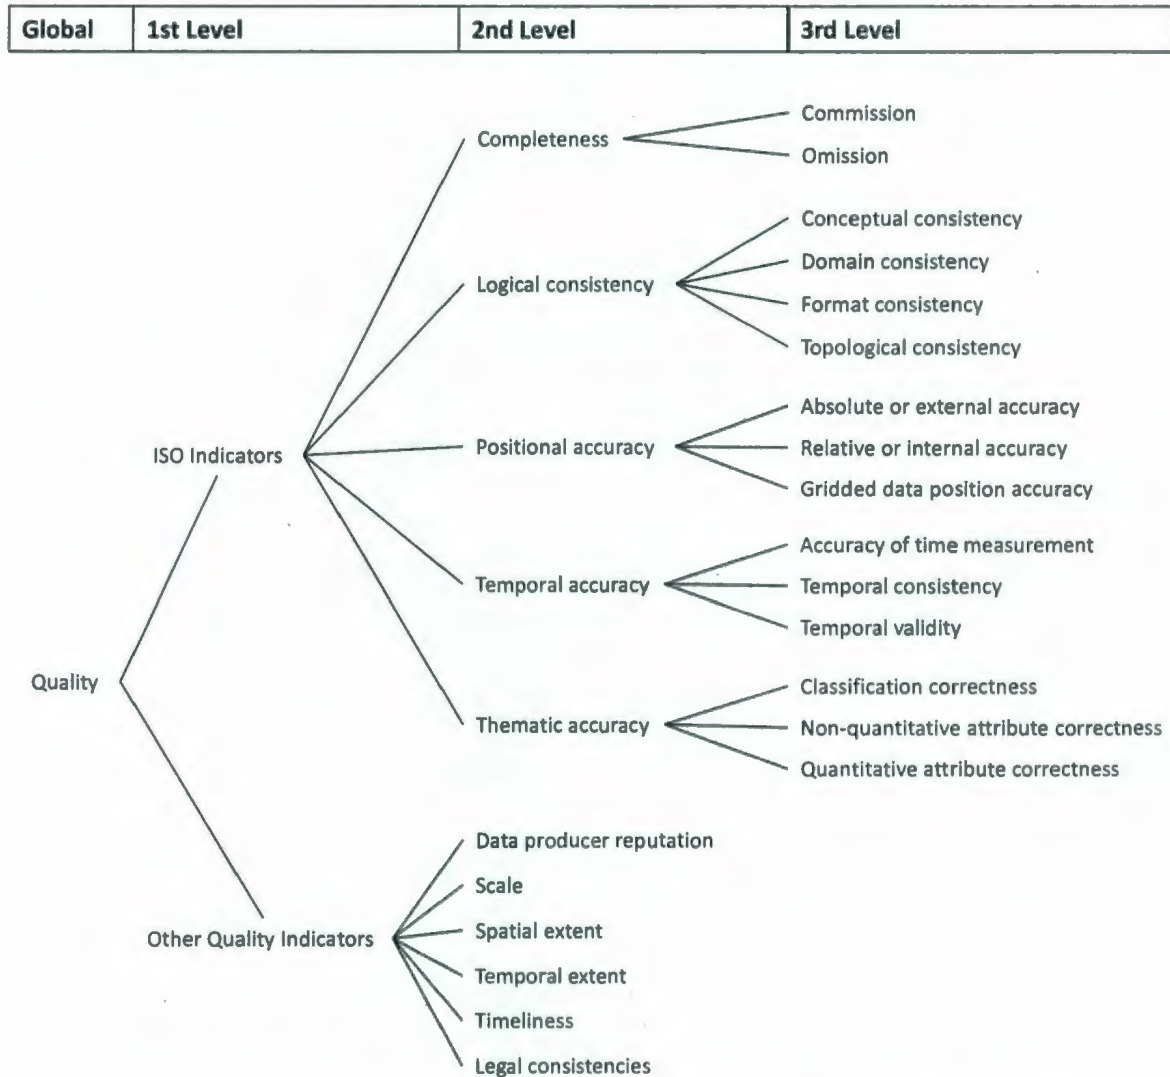 Global 1st Level 2nd Level 3rd Level
Commission
Completeness
Omission
Conceptual consistency
Domain consistency
Logical consistency
Format consistency
Topological consistency
Absolute or external accuracy
Positional accuracy
Relative or internal accuracy
ISO Indicators
Gridded data position accuracy
Accuracy of time measurement
Temporal accuracy
Temporal consistency
Temporal validity
Quality
Classification correctness
Thematic accuracy
Non-quantitative attribute correctness
Quantitative attribute correctness
Data producer reputation
Scale
Spatial extent
Other Quality Indicators
Temporal extent
Timeliness
Legal consistencies